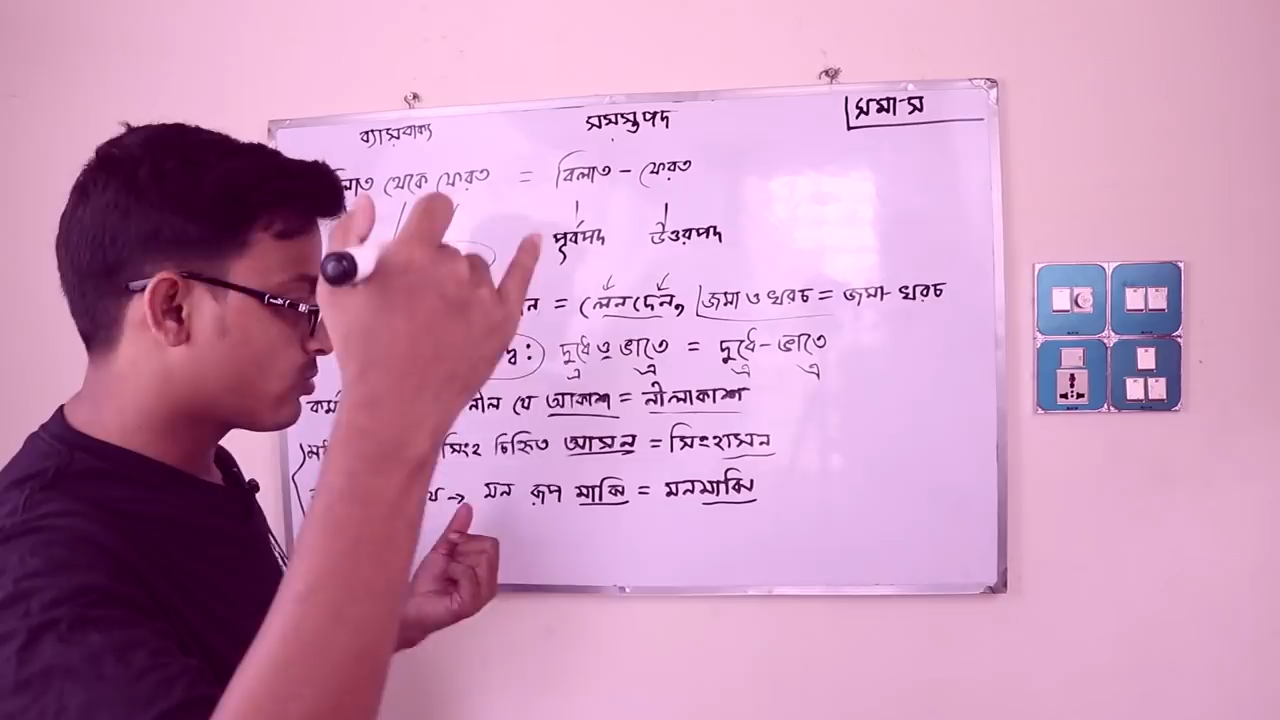 সমা-স
ব্যাসবাক্য সমস্তপদ
থেকে ফেরত = বিলাত - ফেরত
পূর্বপদ উত্তরপদ
= লেনদেন, জমা ও খরচ = জমা-খরচ
দুধে ও ভাতে = দুধে-ভাতে
এ এ এ এ
নীল যে আকাশ = নীলাকাশ
সিংহ চিহ্নিত আসন = সিংহাসন
→ মন রূপ মাঝি = মনমাঝি